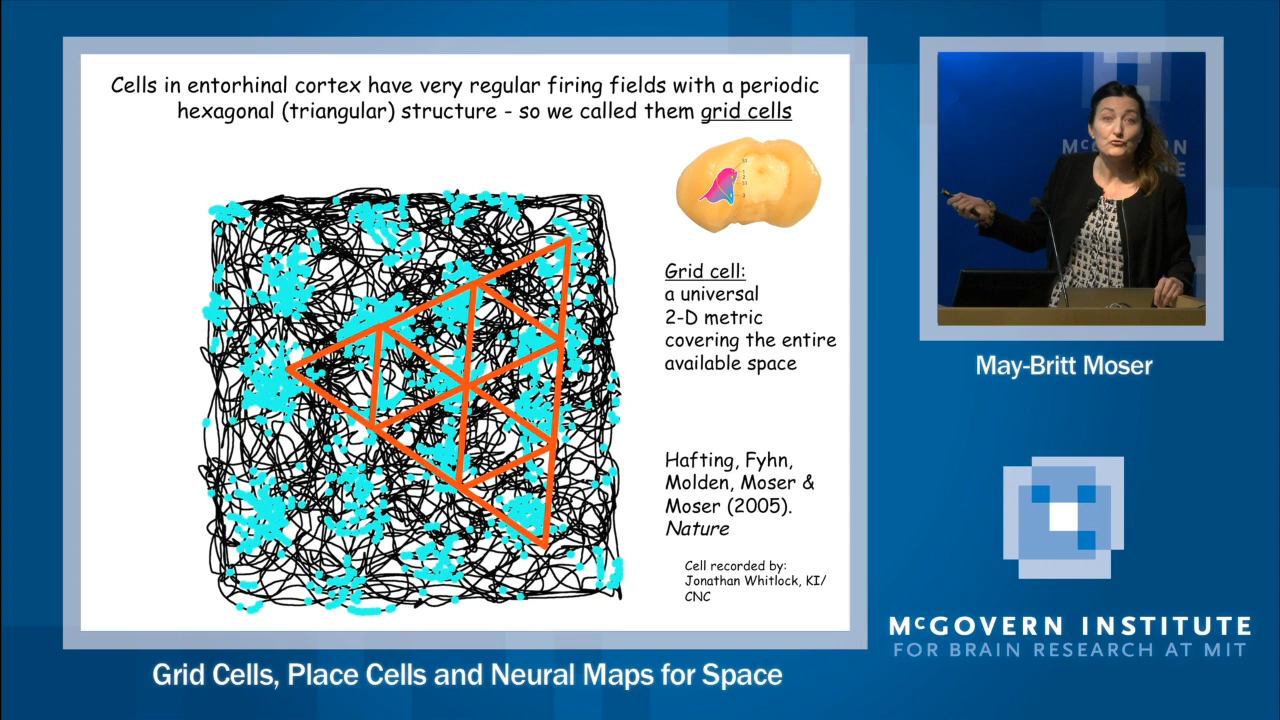 Cells in entorhinal cortex have very regular firing fields with a periodic
hexagonal (triangular) structure - so we called them grid cells
Grid cell:
a universal
2-D metric
covering the entire
available space
Hafting, Fyhn,
Molden, Moser &
Moser (2005).
Nature
Cell recorded by:
Jonathan Whitlock, KI/
CNC
Grid Cells, Place Cells and Neural Maps for Space
May-Britt Moser
McGOVERN INSTITUTE
FOR BRAIN RESEARCH AT MIT